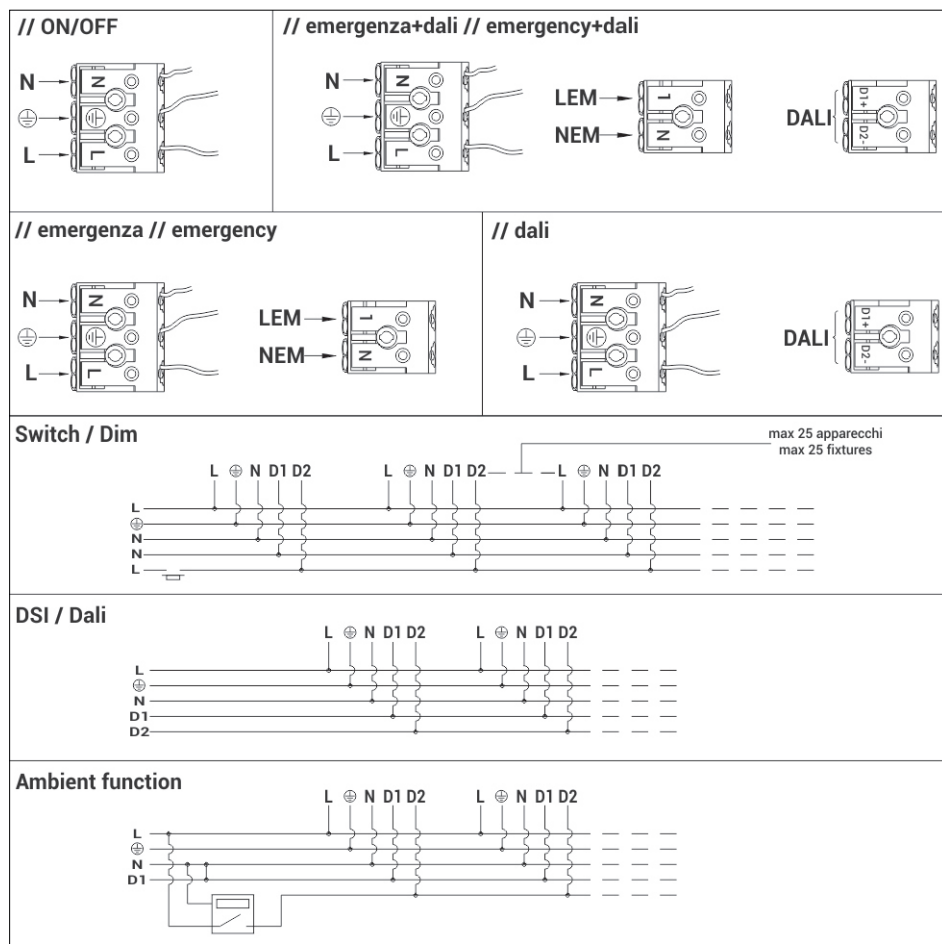 // ON/OFF
N
L
N
L
// emergenza+dali // emergency+dali
N
L
N
L
LEM
NEM
L
N
DALI
D1+
D2-
// emergenza // emergency
N
L
N
L
LEM
NEM
L
N
// dali
N
L
N
L
DALI
D1+
D2-
Switch / Dim
max 25 apparecchi
max 25 fixtures
L N D1 D2 L N D1 D2 L N D1 D2
L
N
N
L
DSI / Dali
L N D1 D2 L N D1 D2
L
N
D1
D2
Ambient function
L N D1 D2 L N D1 D2
L
N
D1